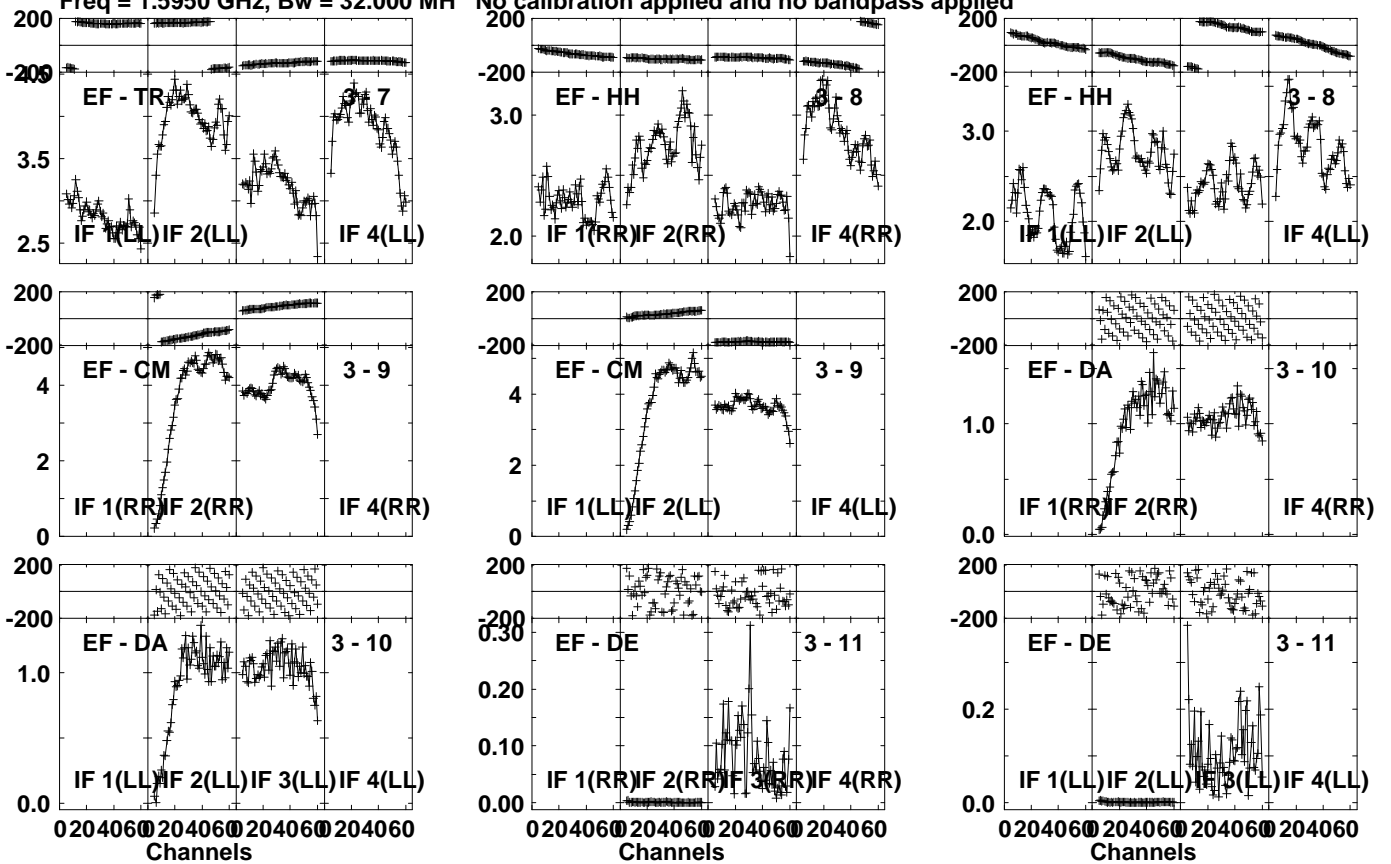 Freq = 1.5950 GHz, Bw = 32.000 MH No calibration applied and no bandpass applied
200
-200
4.5
3.5
2.5
EF - TR
3 - 7
IF 1(LL)
IF 2(LL)
IF 4(LL)
200
-200
3.0
2.0
EF - HH
3 - 8
IF 1(RR)
IF 2(RR)
IF 4(RR)
200
-200
3.0
2.0
EF - HH
3 - 8
IF 1(LL)
IF 2(LL)
IF 4(LL)
200
-200
4
2
0
EF - CM
3 - 9
IF 1(RR)
IF 2(RR)
IF 4(RR)
200
-200
4
2
0
EF - CM
3 - 9
IF 1(LL)
IF 2(LL)
IF 4(LL)
200
-200
1.0
0.0
EF - DA
3 - 10
IF 1(RR)
IF 2(RR)
IF 4(RR)
200
-200
1.0
0.0
EF - DA
3 - 10
IF 1(LL)
IF 2(LL)
IF 3(LL)
IF 4(LL)
0 20 40 60 0 20 40 60 0 20 40 60 0 20 40 60
Channels
200
-200
0.30
0.20
0.10
0.00
EF - DE
3 - 11
IF 1(RR)
IF 2(RR)
IF 3(RR)
IF 4(RR)
0 20 40 60 0 20 40 60 0 20 40 60 0 20 40 60
Channels
200
-200
0.2
0.0
EF - DE
3 - 11
IF 1(LL)
IF 2(LL)
IF 3(LL)
IF 4(LL)
0 20 40 60 0 20 40 60 0 20 40 60 0 20 40 60
Channels